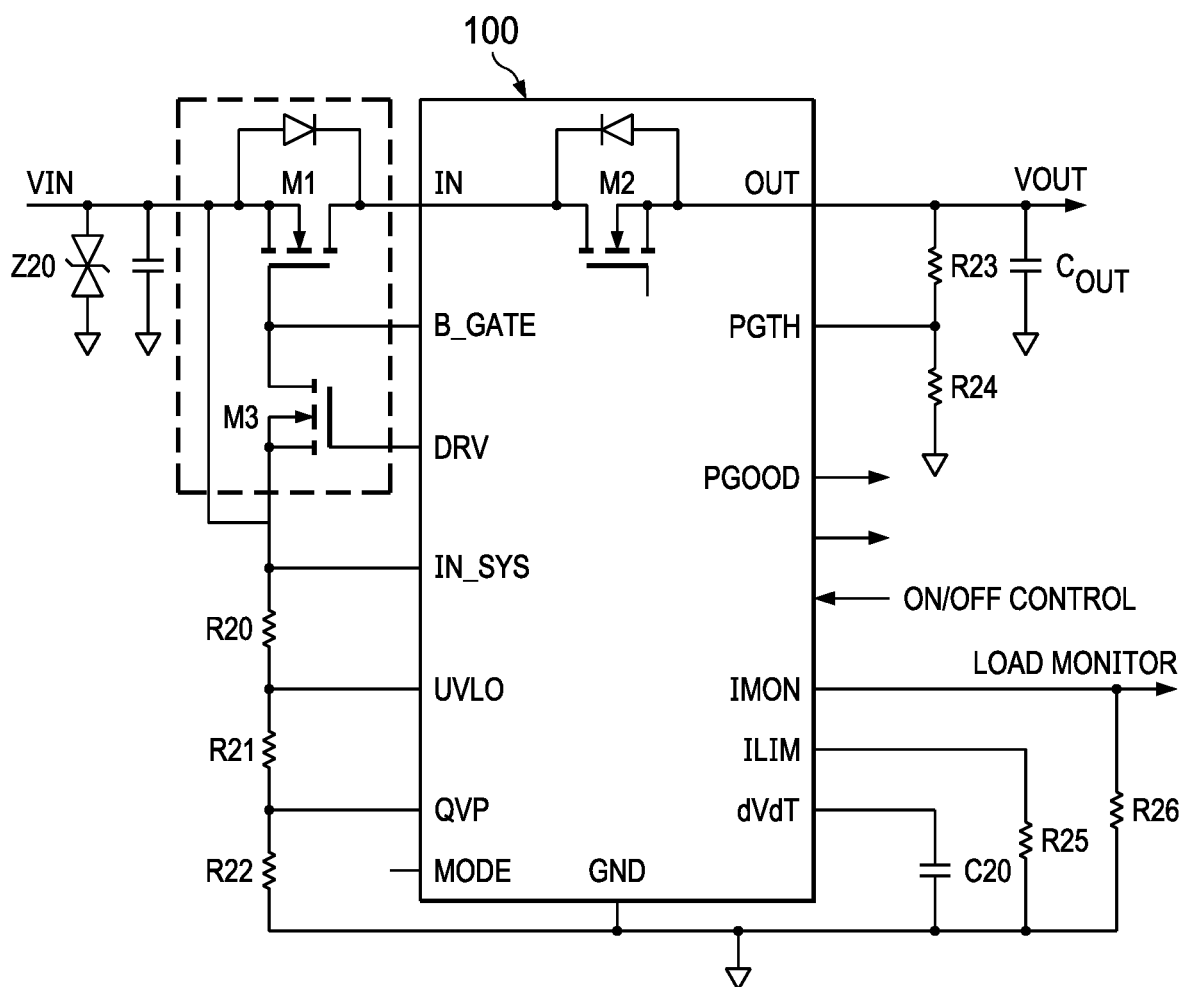 100
VIN
M1
IN
M2
OUT
VOUT
Z20
R23
COUT
B_GATE
PGTH
R24
M3
DRV
PGOOD
IN_SYS
ON/OFF CONTROL
R20
LOAD MONITOR
UVLO
IMON
R21
ILIM
QVP
dVdT
R26
R25
R22
MODE
GND
C20